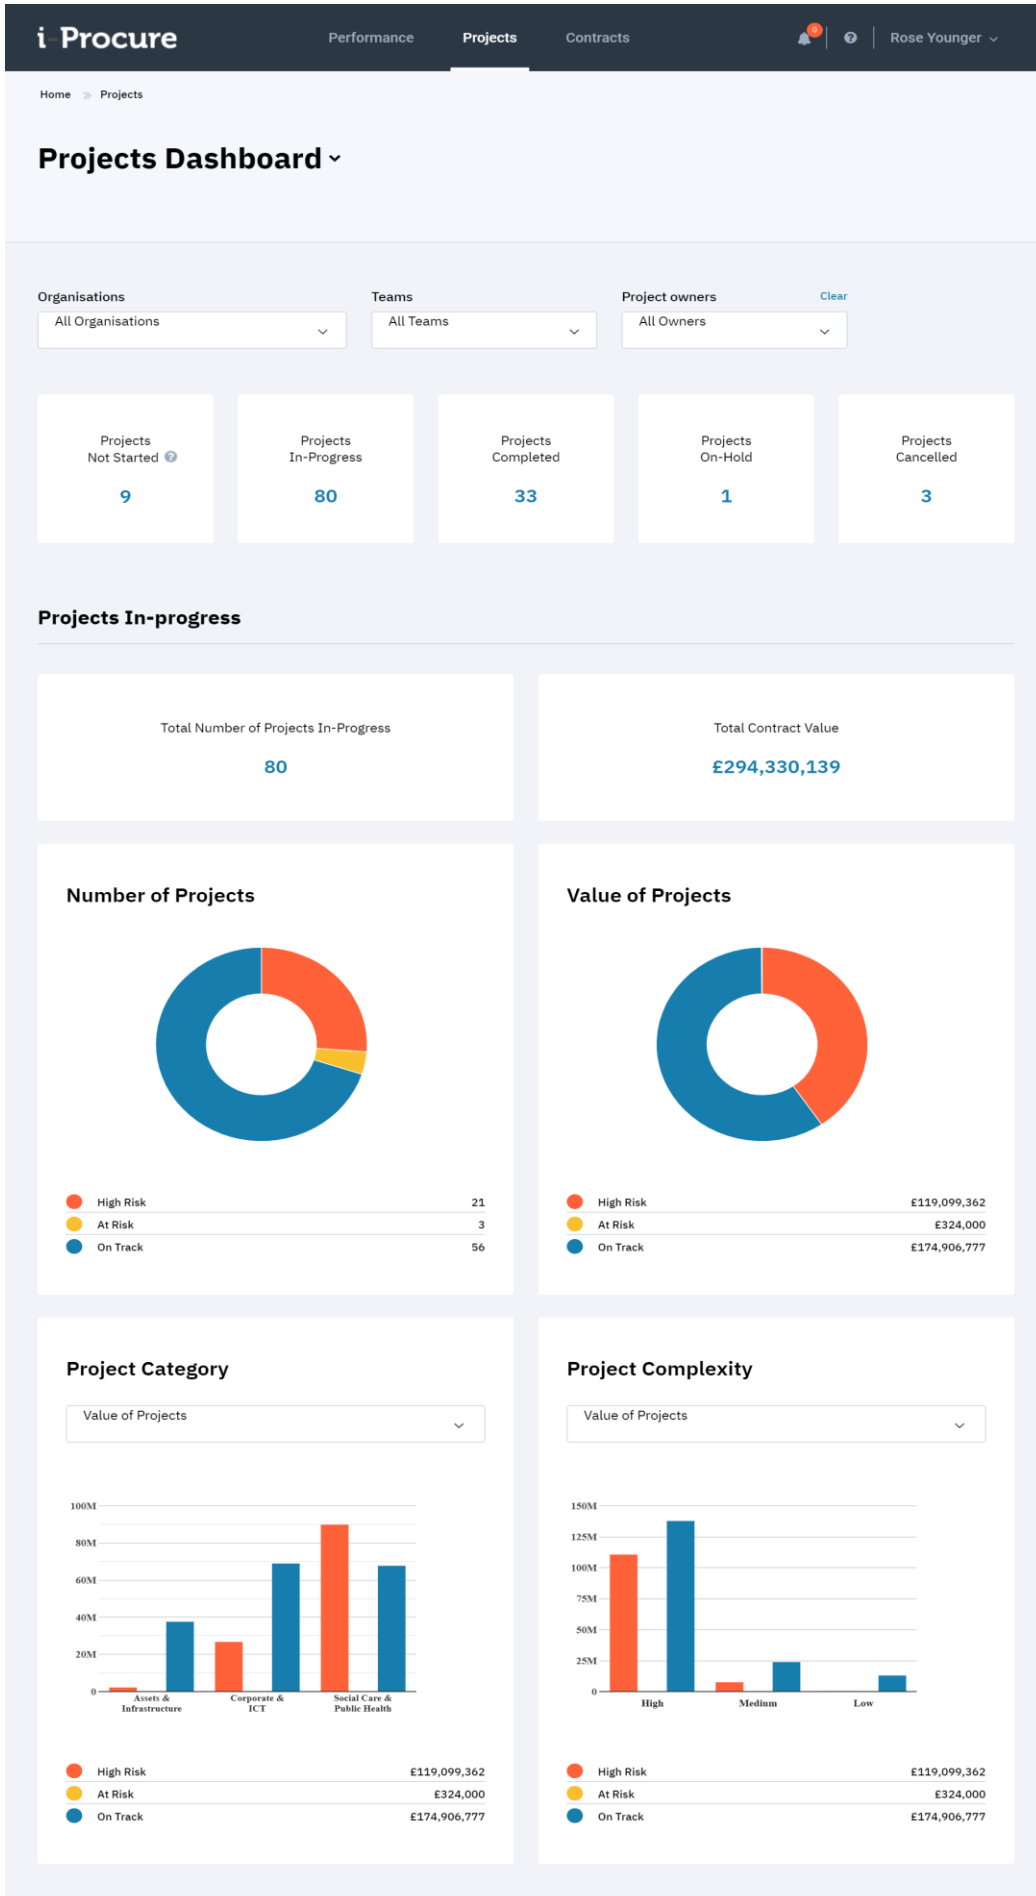 i-Procure
Performance Projects Contracts
0
Rose Younger
Home » Projects
Projects Dashboard
Organisations Teams Project owners Clear
All Organisations All Teams All Owners
Projects Projects Projects Projects Projects
Not Started ? In-Progress Completed On-Hold Cancelled
9 80 33 1 3
Projects In-progress
Total Number of Projects In-Progress
80
Total Contract Value
£294,330,139
Number of Projects
High Risk 21
At Risk 3
On Track 56
Value of Projects
High Risk £119,099,362
At Risk £324,000
On Track £174,906,777
Project Category
Value of Projects
100M
80M
60M
40M
20M
0
Assets & Corporate & Social Care &
Infrastructure ICT Public Health
High Risk £119,099,362
At Risk £324,000
On Track £174,906,777
Project Complexity
Value of Projects
150M
125M
100M
75M
50M
25M
0
High Medium Low
High Risk £119,099,362
At Risk £324,000
On Track £174,906,777